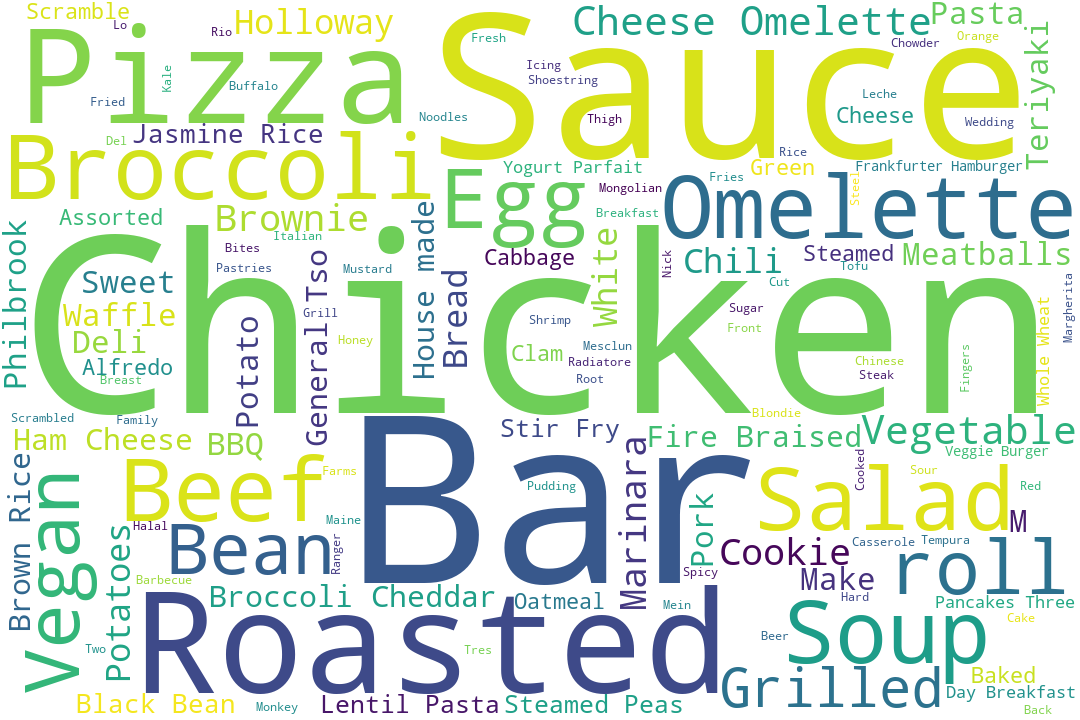 Scramble
Lo
Rio
Holloway
Cheese Omelette
Pasta
Pizza
Sauce
Fresh
Chowder
Orange
Teriyaki
Kale
Icing
Shoestring
Buffalo
Fried
Leche
Noodles
Thigh
Cheese
Wedding
Del
Jasmine Rice
Rice
Broccoli
Yogurt Parfait
Green
Frankfurter Hamburger
Egg
Mongolian
Fries
Steel
Omelette
Assorted
Brownie
House made
Breakfast
Philbrook
Italian
Bites
General Tso
Cabbage
White
Nick
Chili
Steamed
Meatballs
Sweet
Pastries
Mustard
Bread
Tofu
Cut
Chicken
Waffle
Grill
Shrimp
Sugar
Front
Whole Wheat
Margherita
Deli
Potato
Honey
Clam
Mesclun
Radiatore
Alfredo
Breast
Root
Chinese
Steak
Fingers
Scrambled
Family
Blondie
Ham Cheese
BBQ
Stir Fry
Fire Braised
Vegetable
Veggie Burger
Brown Rice
Vegan
Beef
Farms
Bar
Pudding
Marinara
Pork
Cooked
Sour
Salad
Red
M
Halal
Maine
Potatoes
Bean
Ranger
Cookie
Casserole
Tempura
roll
Barbecue
Spicy
Make
Hard
Broccoli Cheddar
Oatmeal
Mein
Pancakes Three
Roasted
Cake
Beer
Soup
Two
Tres
Baked
Grilled
Day Breakfast
Black Bean
Monkey
Lentil Pasta
Steamed Peas
Back